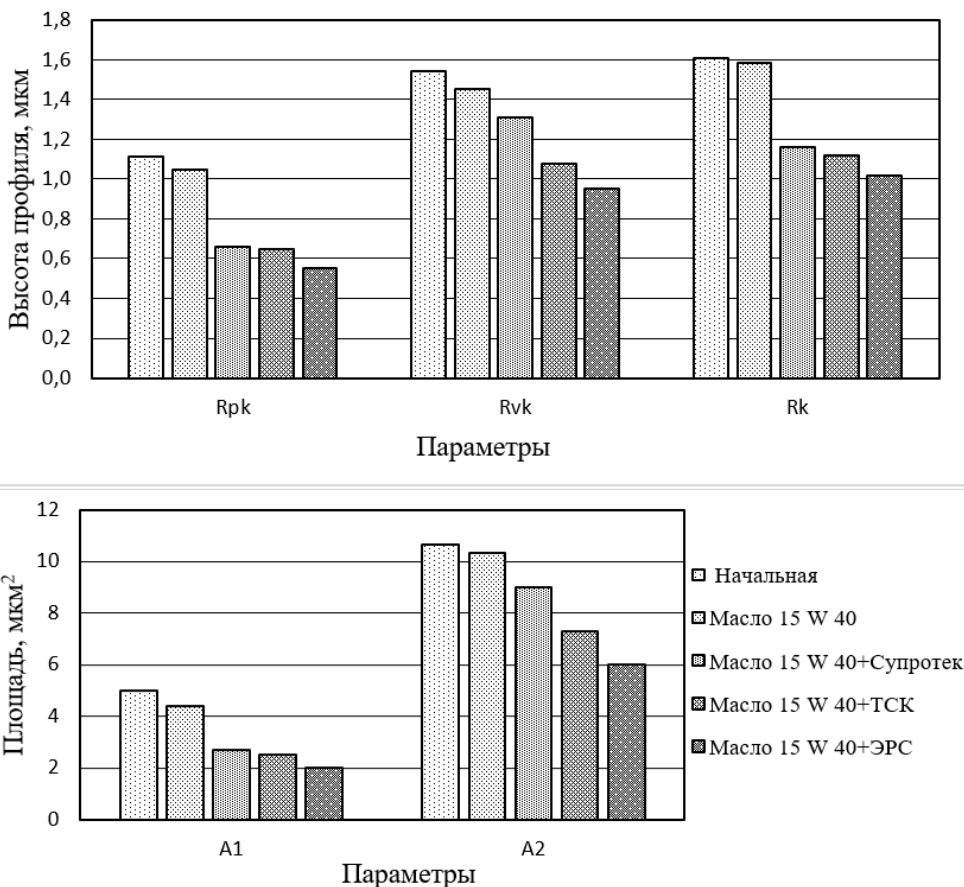 Высота профиля, мкм
1,8
1,6
1,4
1,2
1,0
0,8
0,6
0,4
0,2
0,0
Rpk
Rvk
Rk
Параметры
Площадь, мкм²
12
10
8
6
4
2
0
A1
A2
Параметры
Начальная
Масло 15 W 40
Масло 15 W 40+Супротек
Масло 15 W 40+ТСК
Масло 15 W 40+ЭРС